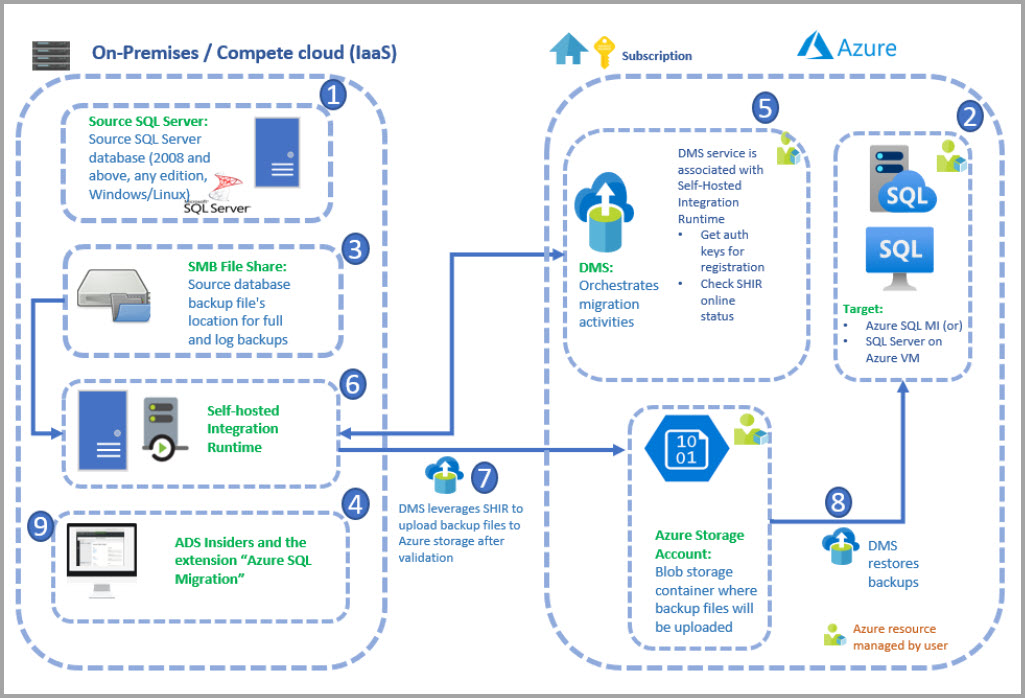 On-Premises / Compete cloud (IaaS)
1
Source SQL Server:
Source SQL Server
database (2008 and
above, any edition,
Windows/Linux)
Microsoft
SQL Server
3
SMB File Share:
Source database
backup file's
location for full
and log backups
6
Self-hosted
Integration
Runtime
4
9
ADS Insiders and the
extension “Azure SQL
Migration”
7
DMS leverages SHIR to
upload backup files to
Azure storage after
validation
Subscription
Azure
5
DMS:
Orchestrates
migration
activities
DMS service is
associated with
Self-Hosted
Integration
Runtime
• Get auth
keys for
registration
• Check SHIR
online
status
2
SQL
SQL
Target:
• Azure SQL MI (or)
• SQL Server on
Azure VM
10
01
Azure Storage
Account:
Blob storage
container where
backup files will
be uploaded
8
DMS
restores
backups
Azure resource
managed by user